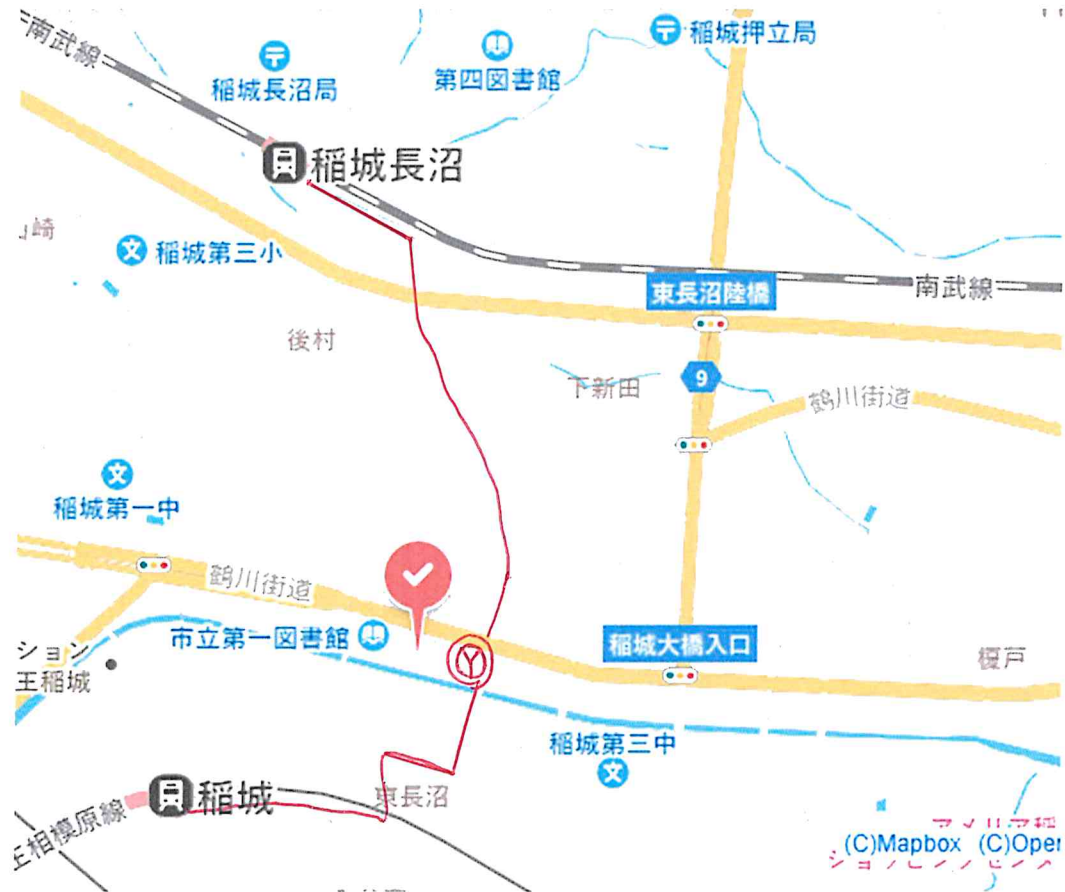 南武線
稲城長沼局
第四図書館
稲城押立局
稲城長沼
崎
稲城第三小
東長沼陸橋
南武線
後村
下新田
9
鶴川街道
稲城第一中
鶴川街道
市立第一図書館
稲城大橋入口
榎戸
ション
王稲城
Y
稲城第三中
稲城
東長沼
王相模原線
(C)Mapbox (C)Oper